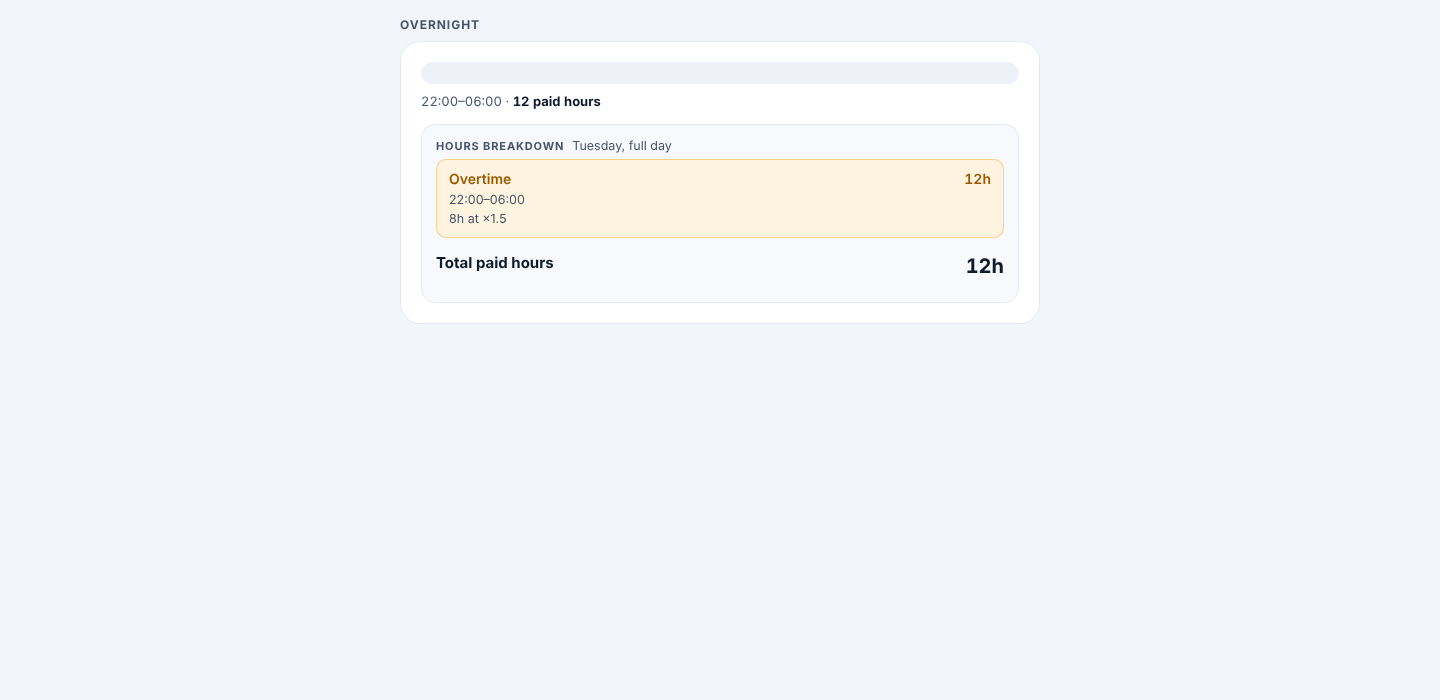 OVERNIGHT
22:00–06:00 · 12 paid hours
HOURS BREAKDOWN Tuesday, full day
Overtime 12h
22:00–06:00
8h at ×1.5
Total paid hours 12h